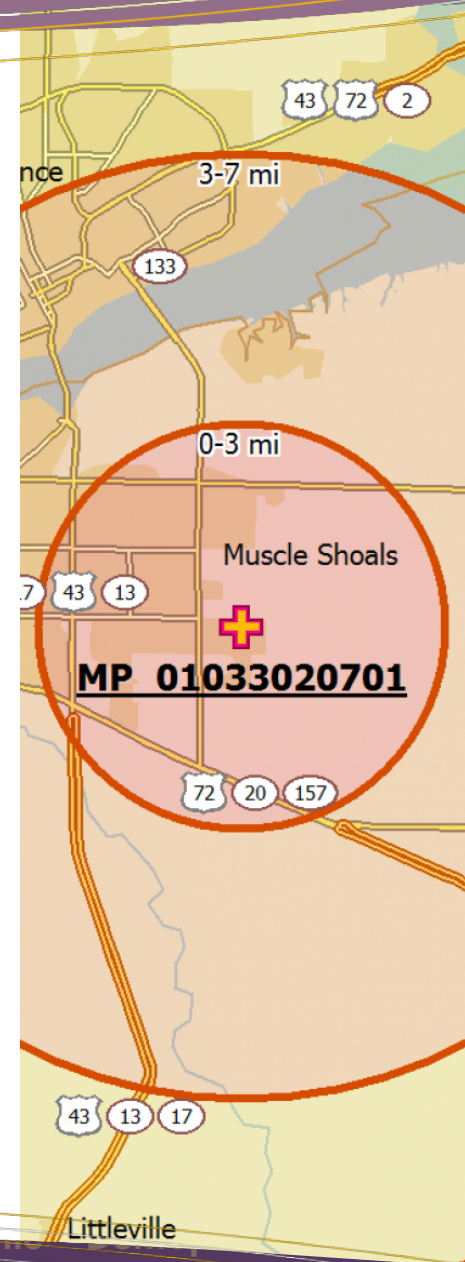 43 72 2
nce
3-7 mi
133
0-3 mi
Muscle Shoals
7 43 13
MP 01033020701
72 20 157
43 13 17
Littleville